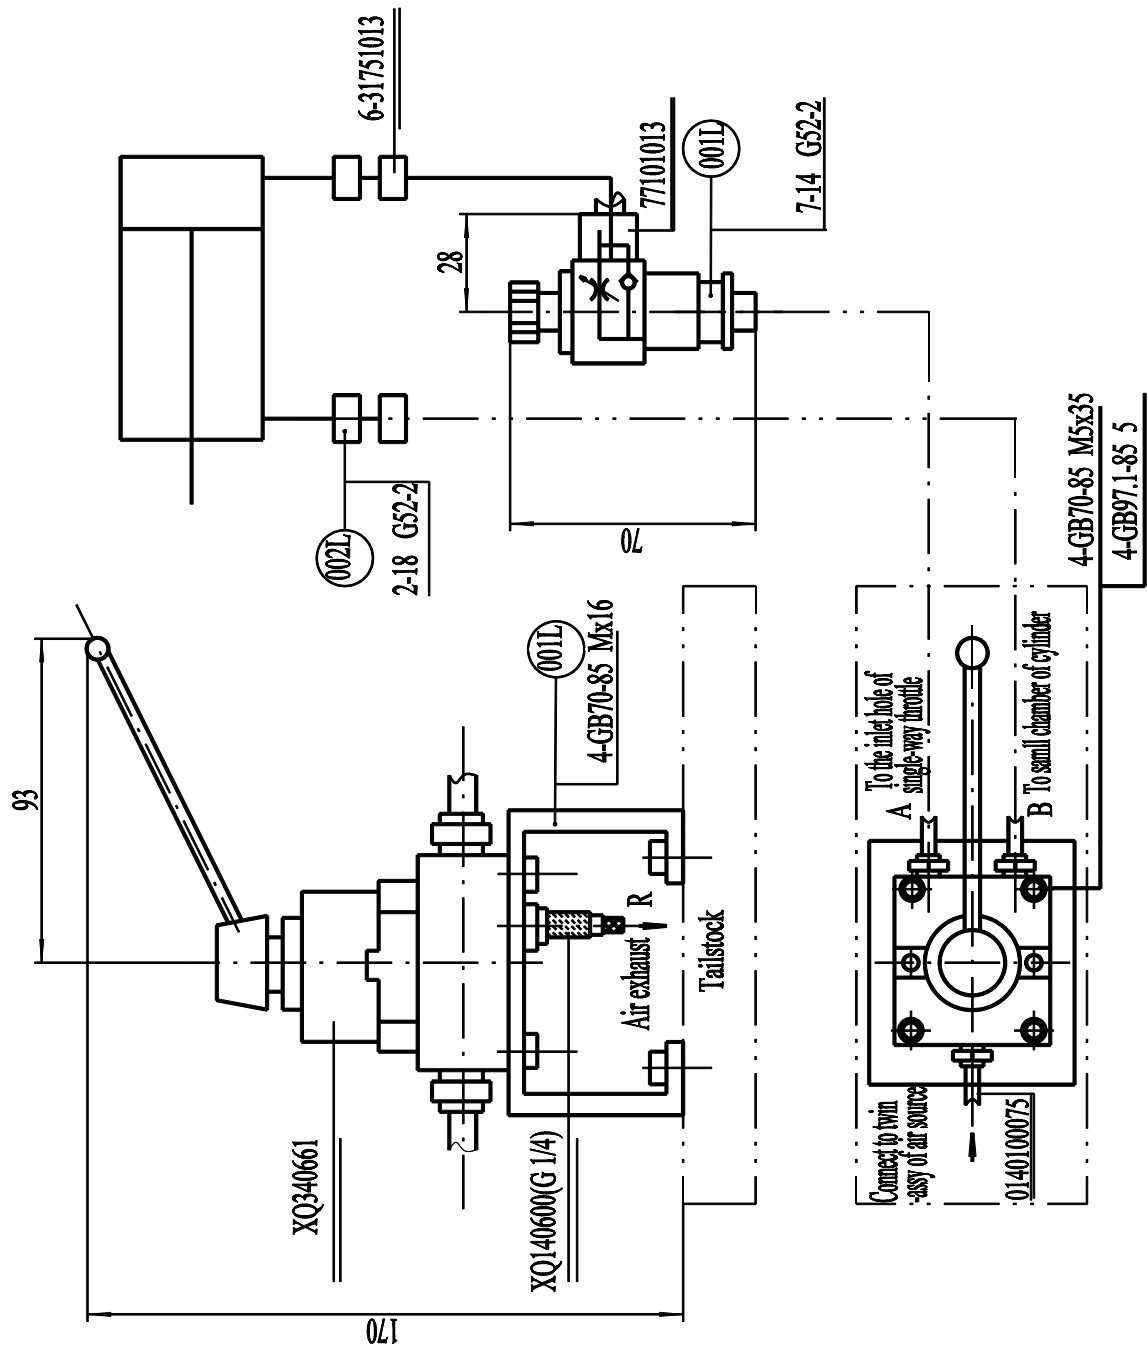 6-31751013
77101013
001L
7-14 G52-2
28
002L
2-18 G52-2
70
4-GB70-85 M5x35
4-GB97.1-85 5
93
001L
4-GB70-85 Mx16
To the inlet hole of
single-way throttle
A
B To samll chamber of cylinder
R
Air exhaust
Tailstock
XQ340661
XQ140600(G 1/4)
170
Connect to twin
-assy of air source
0140100075